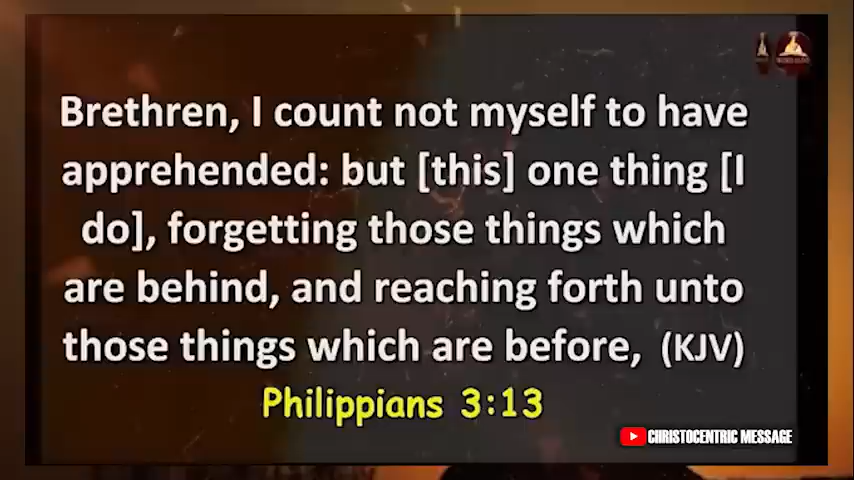 Brethren, I count not myself to have
apprehended: but [this] one thing [I
do], forgetting those things which
are behind, and reaching forth unto
those things which are before, (KJV)
Philippians 3:13
CHRISTOCENTRIC MESSAGE